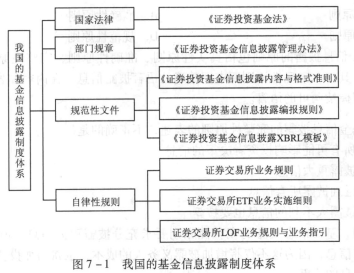 我国的基金信息披露制度体系
国家法律
《证券投资基金法》
部门规章
《证券投资基金信息披露管理办法》
规范性文件
《证券投资基金信息披露内容与格式准则》
《证券投资基金信息披露编报规则》
《证券投资基金信息披露XBRL模板》
自律性规则
证券交易所业务规则
证券交易所ETF业务实施细则
证券交易所LOF业务规则与业务指引
图7-1 我国的基金信息披露制度体系